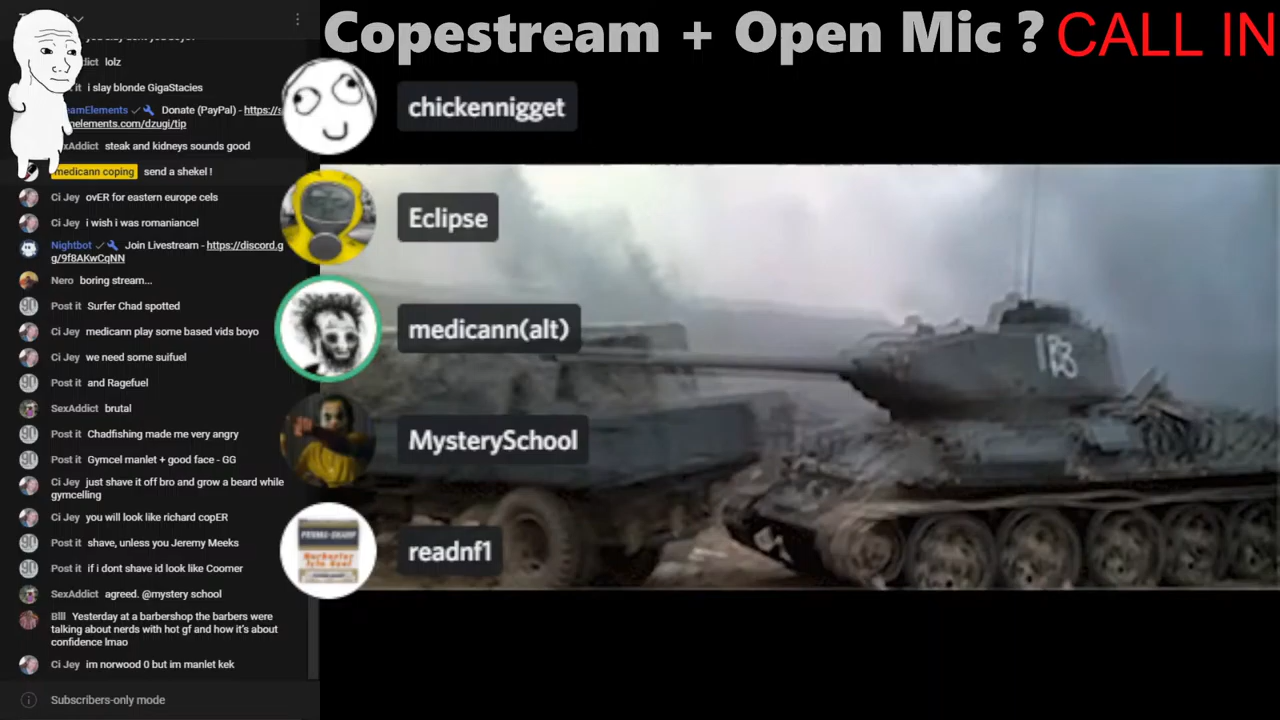 Copestream + Open Mic ? CALL IN
lolz
i slay blonde GigaStacies
Donate (PayPal) -
tip
steak and kidneys sounds good
medicann coping send a shekel !
Ci Jey ovER for eastern europe cels
Ci Jey i wish i was romaniancel
Nightbot Join Livestream - https://discord.g
g/9f8AKwCqNN
Nero boring stream...
Post it Surfer Chad spotted
Ci Jey medicann play some based vids boyo
Ci Jey we need some suifuel
Post it and Ragefuel
SexAddict brutal
Post it Chadfishing made me very angry
Post it Gymcel manlet + good face - GG
Ci Jey just shave it off bro and grow a beard while
gymcelling
Ci Jey you will look like richard copER
Post it shave, unless you Jeremy Meeks
Post it if i dont shave id look like Coomer
SexAddict agreed. @mystery school
Yesterday at a barbershop the barbers were
talking about nerds with hot gf and how it's about
confidence lmao
Ci Jey im norwood 0 but im manlet kek
Subscribers-only mode
chickennigget
Eclipse
medicann(alt)
MysterySchool
readnf1